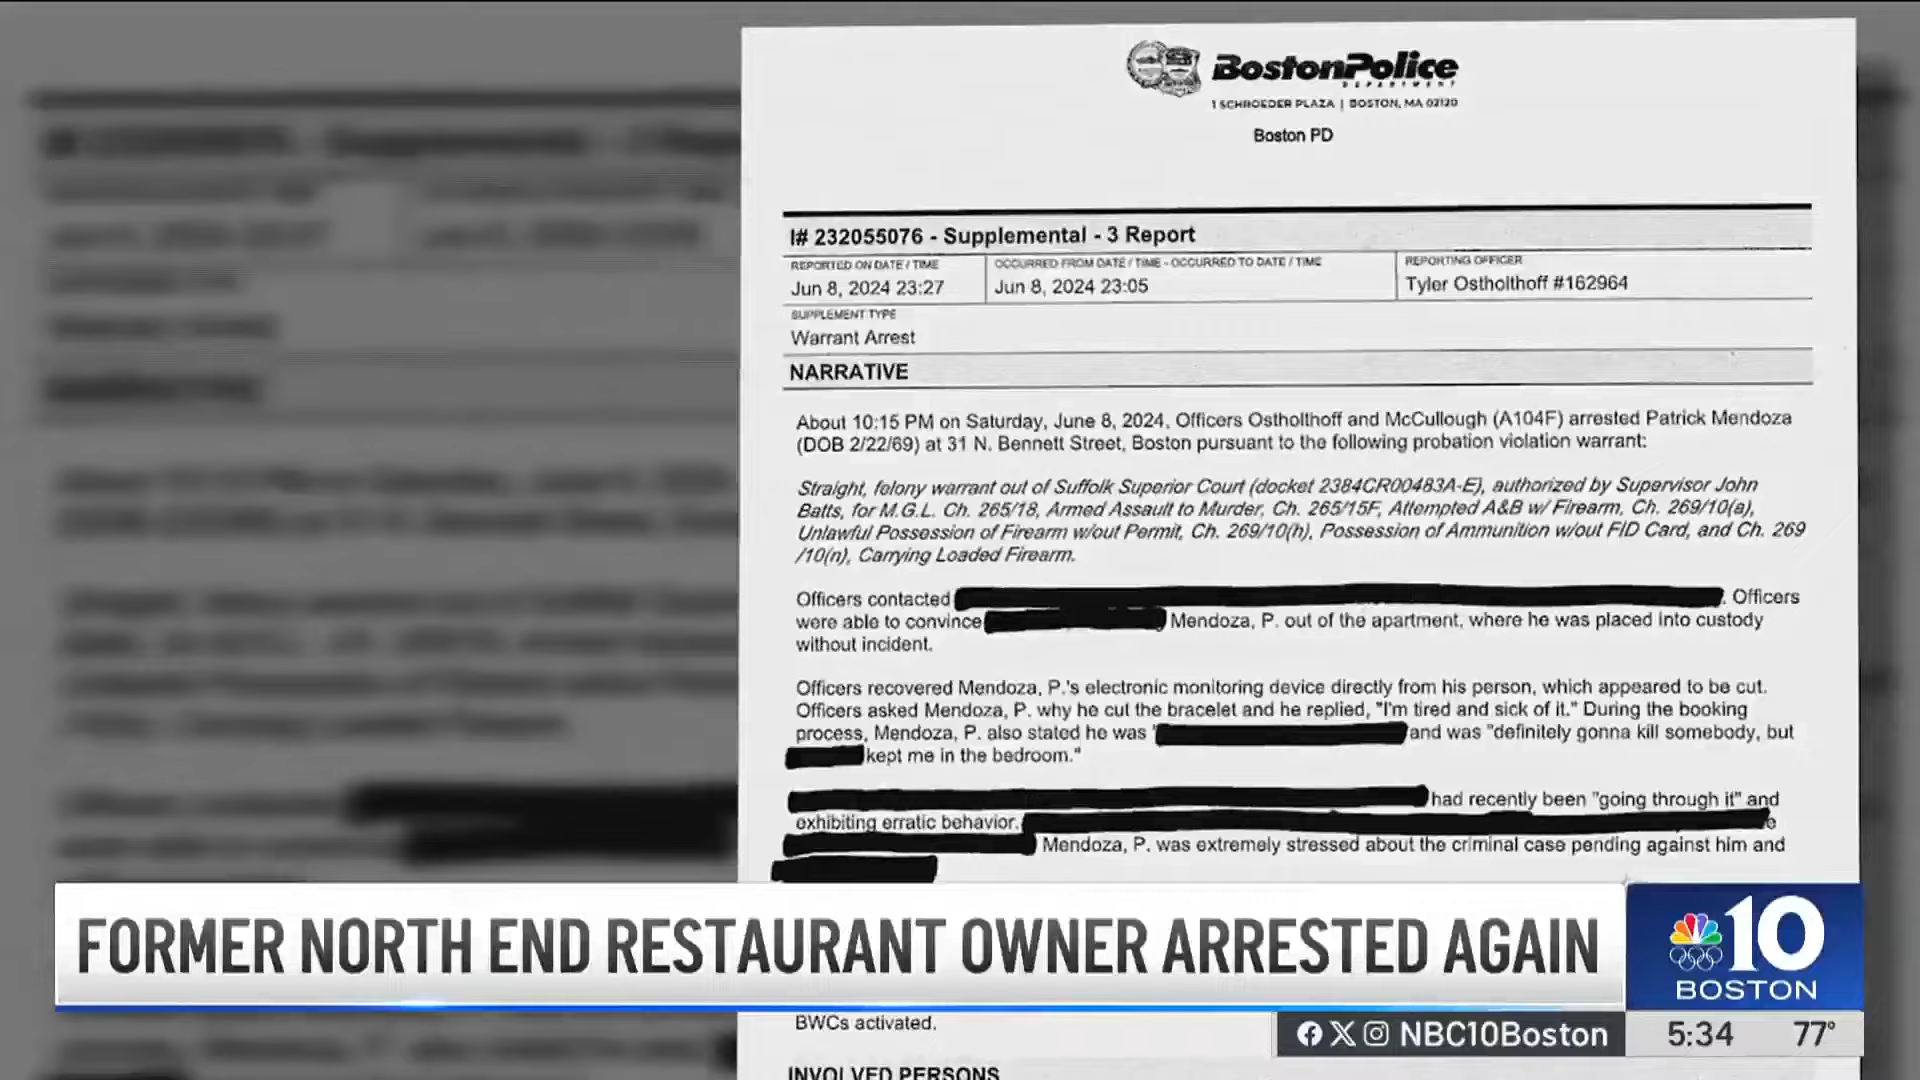 BostonPolice
DEPARTMENT
1 SCHROEDER PLAZA | BOSTON, MA 02120
Boston PD
I# 232055076 - Supplemental - 3 Report
REPORTED ON DATE / TIME
OCCURRED FROM DATE / TIME - OCCURRED TO DATE / TIME
REPORTING OFFICER
Jun 8, 2024 23:27
Jun 8, 2024 23:05
Tyler Ostholthoff #162964
SUPPLEMENT TYPE
Warrant Arrest
NARRATIVE
About 10:15 PM on Saturday, June 8, 2024, Officers Ostholthoff and McCullough (A104F) arrested Patrick Mendoza
(DOB 2/22/69) at 31 N. Bennett Street, Boston pursuant to the following probation violation warrant:
Straight, felony warrant out of Suffolk Superior Court (docket 2384CR00483A-E), authorized by Supervisor John
Batts, for M.G.L. Ch. 265/18, Armed Assault to Murder, Ch. 265/15F, Attempted A&B w/ Firearm, Ch. 269/10(a),
Unlawful Possession of Firearm w/out Permit, Ch. 269/10(h), Possession of Ammunition w/out FID Card, and Ch. 269
/10(n), Carrying Loaded Firearm.
Officers contacted . Officers
were able to convince Mendoza, P. out of the apartment, where he was placed into custody
without incident.
Officers recovered Mendoza, P.'s electronic monitoring device directly from his person, which appeared to be cut.
Officers asked Mendoza, P. why he cut the bracelet and he replied, "I'm tired and sick of it." During the booking
process, Mendoza, P. also stated he was " and was "definitely gonna kill somebody, but
kept me in the bedroom."
had recently been "going through it" and
exhibiting erratic behavior.
Mendoza, P. was extremely stressed about the criminal case pending against him and
FORMER NORTH END RESTAURANT OWNER ARRESTED AGAIN
10
BOSTON
BWCs activated.
NBC10Boston
5:34 77°
INVOLVED PERSONS